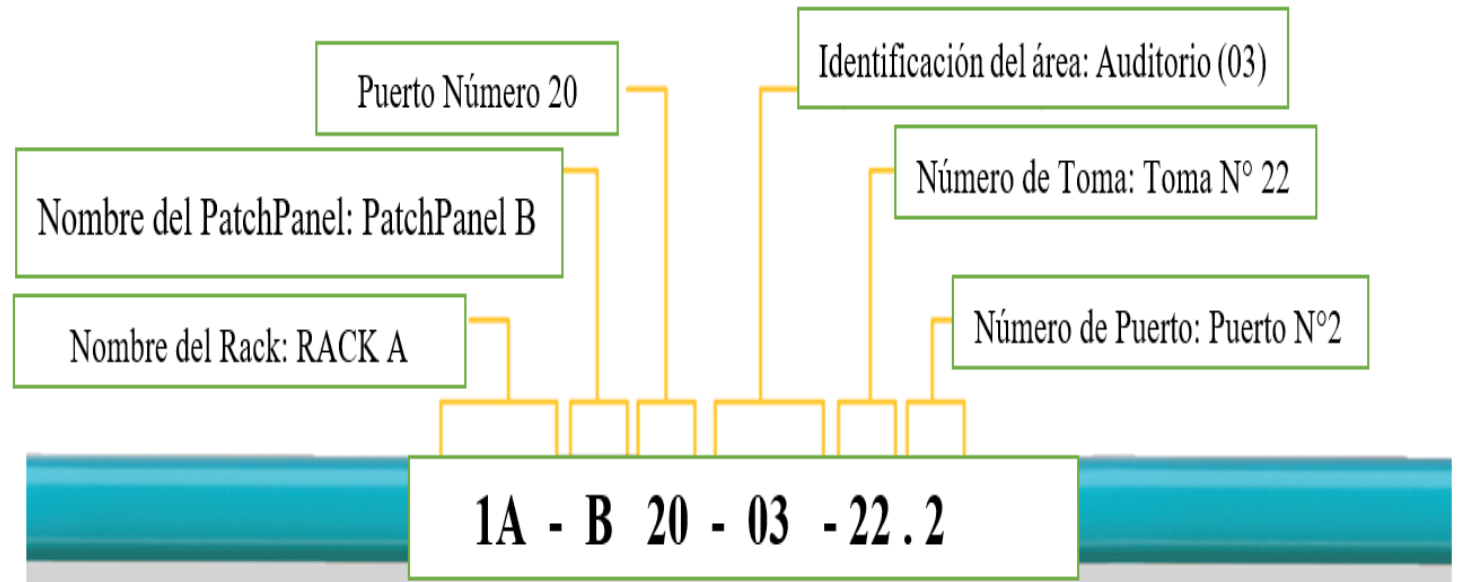 Identificación del área: Auditorio (03)
Puerto Número 20
Número de Toma: Toma N° 22
Nombre del PatchPanel: PatchPanel B
Número de Puerto: Puerto N°2
Nombre del Rack: RACK A
1A - B 20 - 03 - 22 . 2